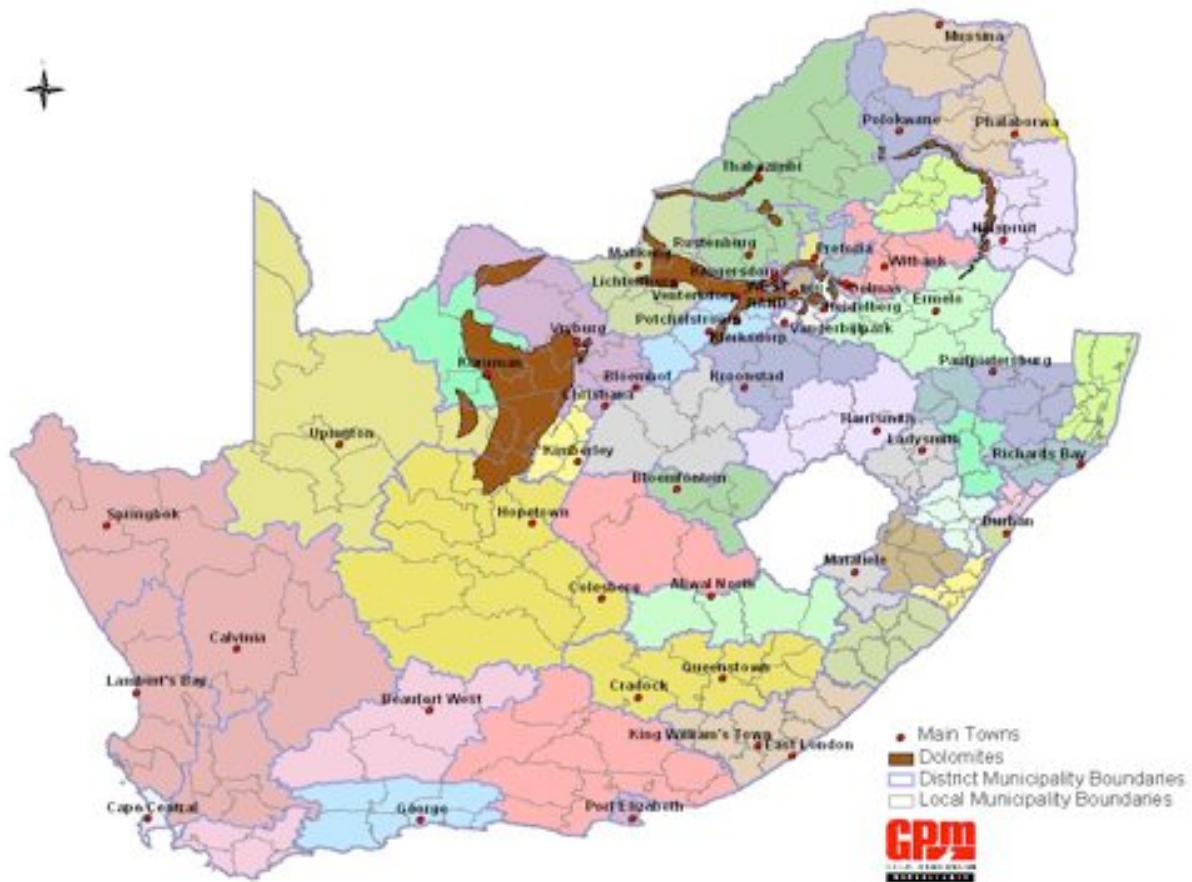 Mussina
Polokwane
Phalaborwa
Thabazimbi
Nelspruit
Rustenburg
Pretoria
Mafikeng
Witbank
Krugersdorp
Lichtenburg
WEST
Delmas
Ventersdorp
RAND
Heidelberg
Ermelo
Potchefstroom
Vanderbijlpark
Vryburg
Klerksdorp
Paulpietersburg
Kuruman
Bloemhof
Kroonstad
Christiana
Harrismith
Upington
Ladysmith
Kimberley
Richards Bay
Bloemfontein
Springbok
Hopetown
Durban
Matatiele
Colesberg
Aliwal North
Calvinia
Queenstown
Lambert's Bay
Cradock
Beaufort West
King William's Town
East London
Cape Central
George
Port Elizabeth
Main Towns
Dolomites
District Municipality Boundaries
Local Municipality Boundaries
GPM